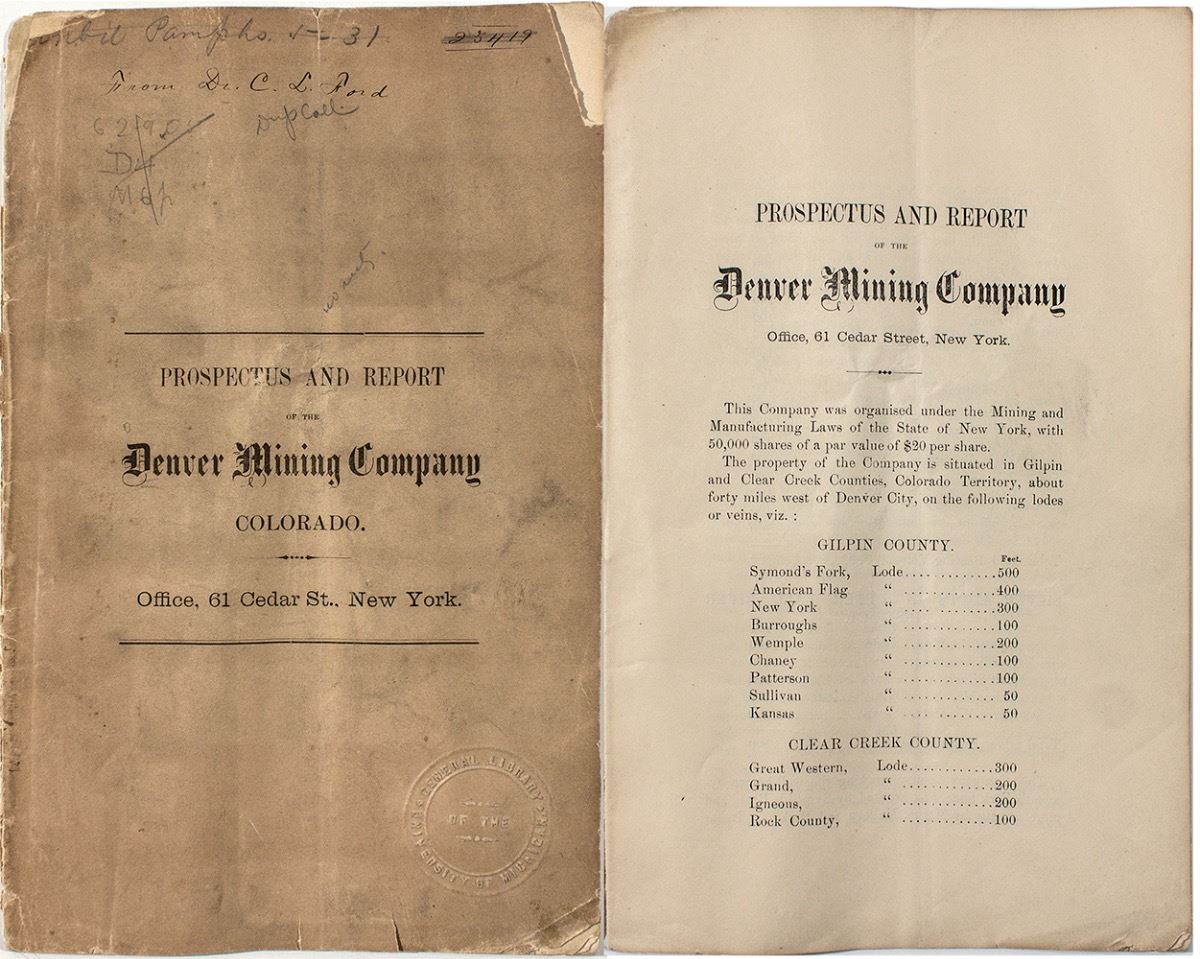 Pamphs. 5-31 23419
From Dr. C. L. Ford
Dup Coll
Map
PROSPECTUS AND REPORT
OF THE
Denver Mining Company
COLORADO.
Office, 61 Cedar St., New York.
GENERAL LIBRARY
OF THE
UNIVERSITY OF MICHIGAN
PROSPECTUS AND REPORT
OF THE
Denver Mining Company
Office, 61 Cedar Street, New York.
This Company was organised under the Mining and
Manufacturing Laws of the State of New York, with
50,000 shares of a par value of $20 per share.
The property of the Company is situated in Gilpin
and Clear Creek Counties, Colorado Territory, about
forty miles west of Denver City, on the following lodes
or veins, viz. :
GILPIN COUNTY.
Feet.
Symond's Fork, Lode.............500
American Flag “ .............400
New York “ .... .........300
Burroughs “ .............100
Wemple “ .............200
Chaney “ .............100
Patterson “ .............100
Sullivan “ ............. 50
Kansas “ .... ........ 50
CLEAR CREEK COUNTY.
Great Western, Lode............300
Grand, “ .............200
Igneous, “ .............200
Rock County, “ .............100